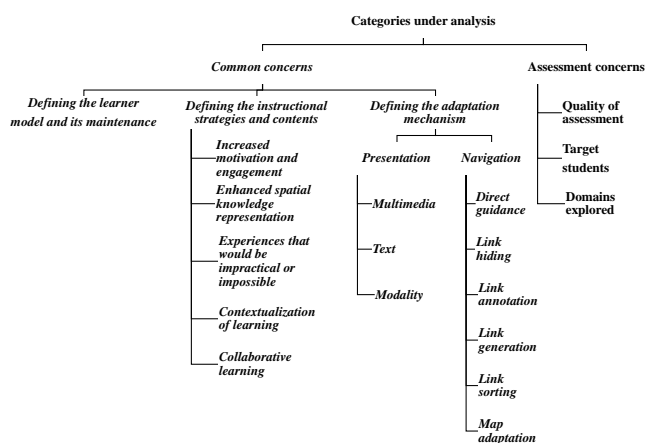 Categories under analysis
Common concerns
Assessment concerns
Defining the learner
model and its maintenance
Defining the instructional
strategies and contents
Defining the adaptation
mechanism
Increased
motivation and
engagement
Enhanced spatial
knowledge
representation
Experiences that
would be
impractical or
impossible
Contextualization
of learning
Collaborative
learning
Presentation
Multimedia
Text
Modality
Navigation
Direct
guidance
Link
hiding
Link
annotation
Link
generation
Link
sorting
Map
adaptation
Quality of
assessment
Target
students
Domains
explored